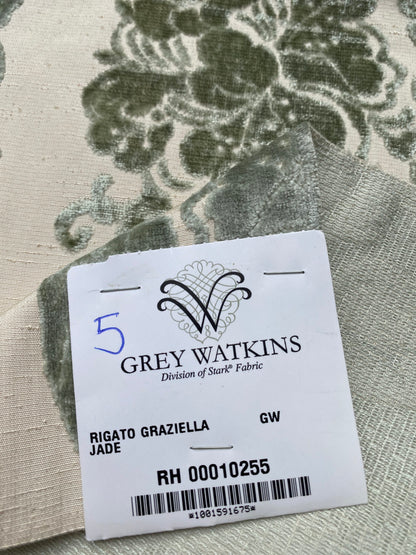 5
W
GREY WATKINS
Division of Stark® Fabric
RIGATO GRAZIELLA GW
JADE
RH 00010255
*1001591675*